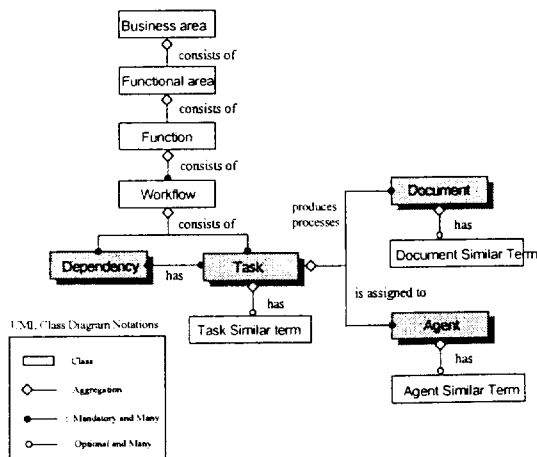 Business area
consists of
Functional area
consists of
Function
consists of
Workflow
consists of
Dependency
has
Task
has
Task Similar term
produces
processes
Document
has
Document Similar Term
is assigned to
Agent
has
Agent Similar Term
UML Class Diagram Notations
: Class
: Aggregation
: Mandatory and Many
: Optional and Many